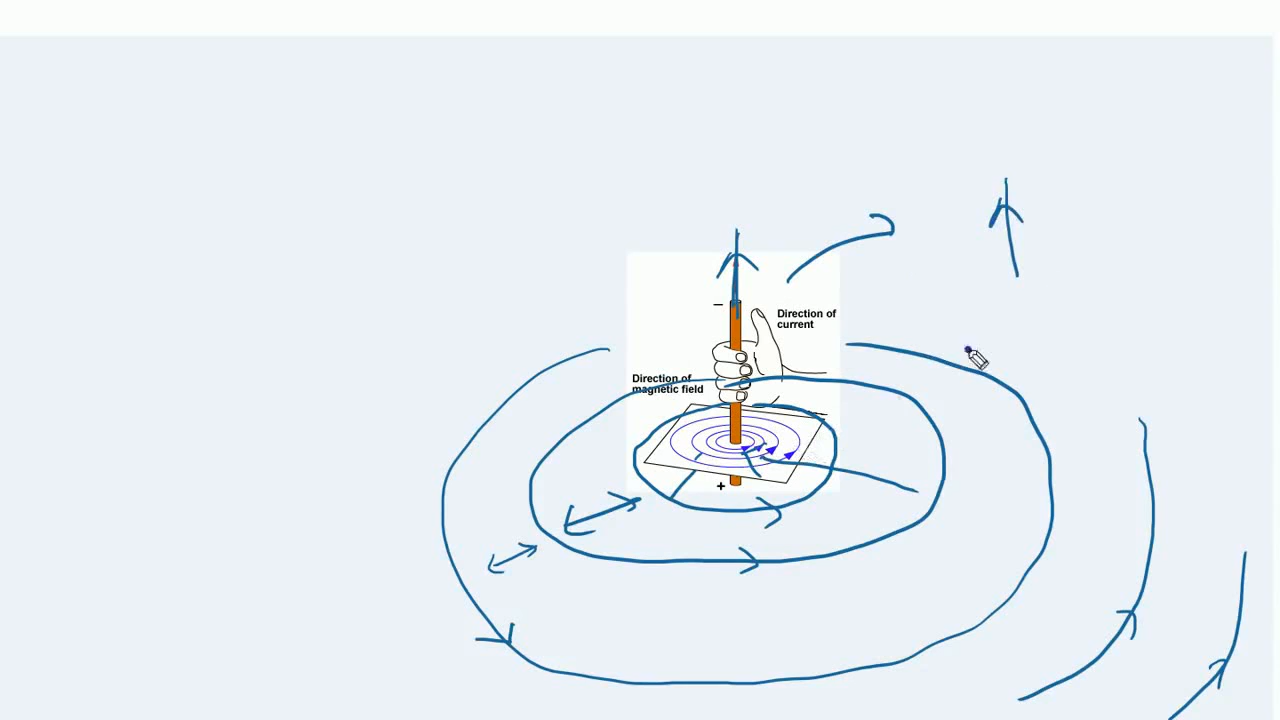 −
Direction of
current
Direction of
magnetic field
+